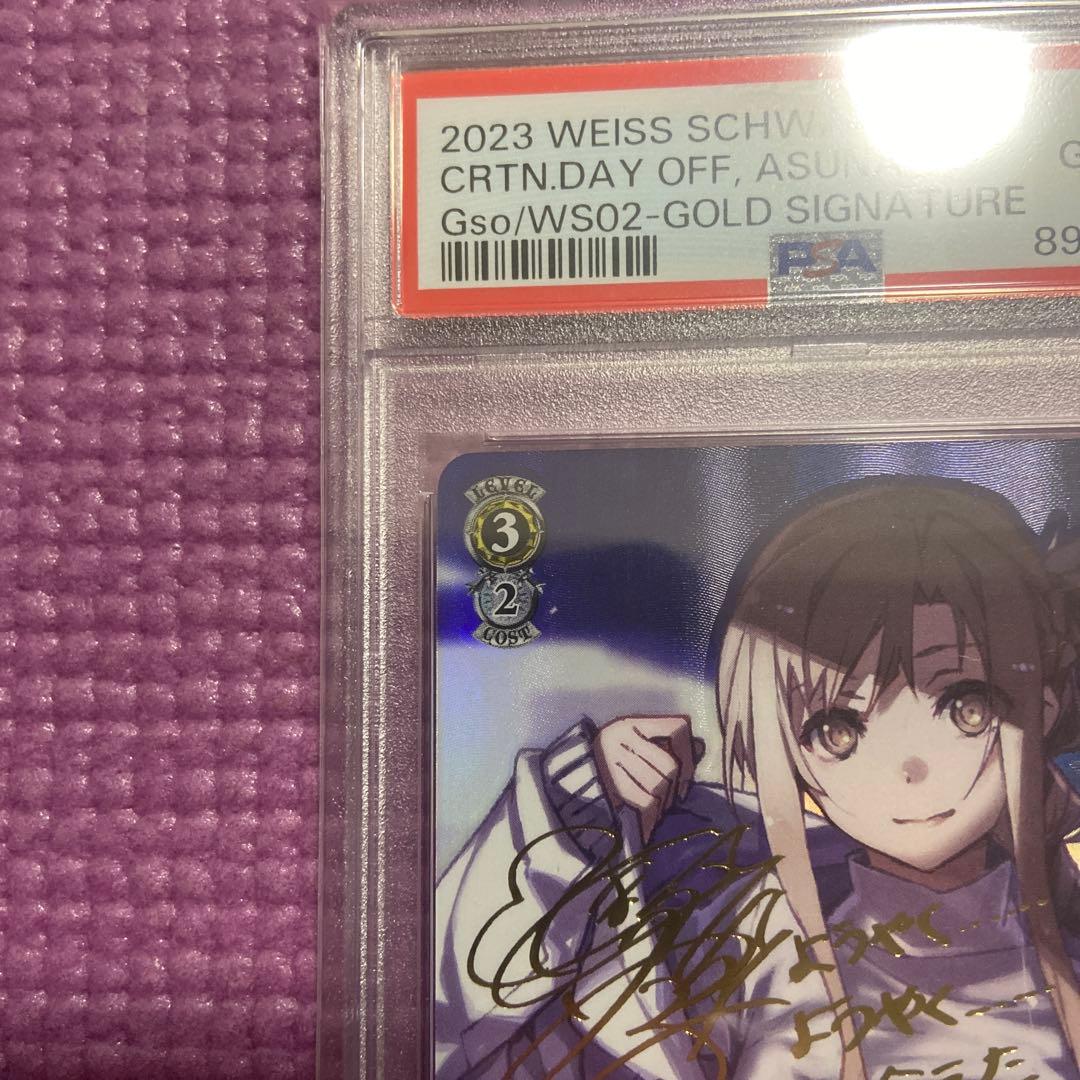 2023 WEISS SCHW
CRTN.DAY OFF, ASUN
G
Gso/WS02-GOLD SIGNATURE
89
PSA
LEVEL
3
2
COST
ようやく……
ようやく……